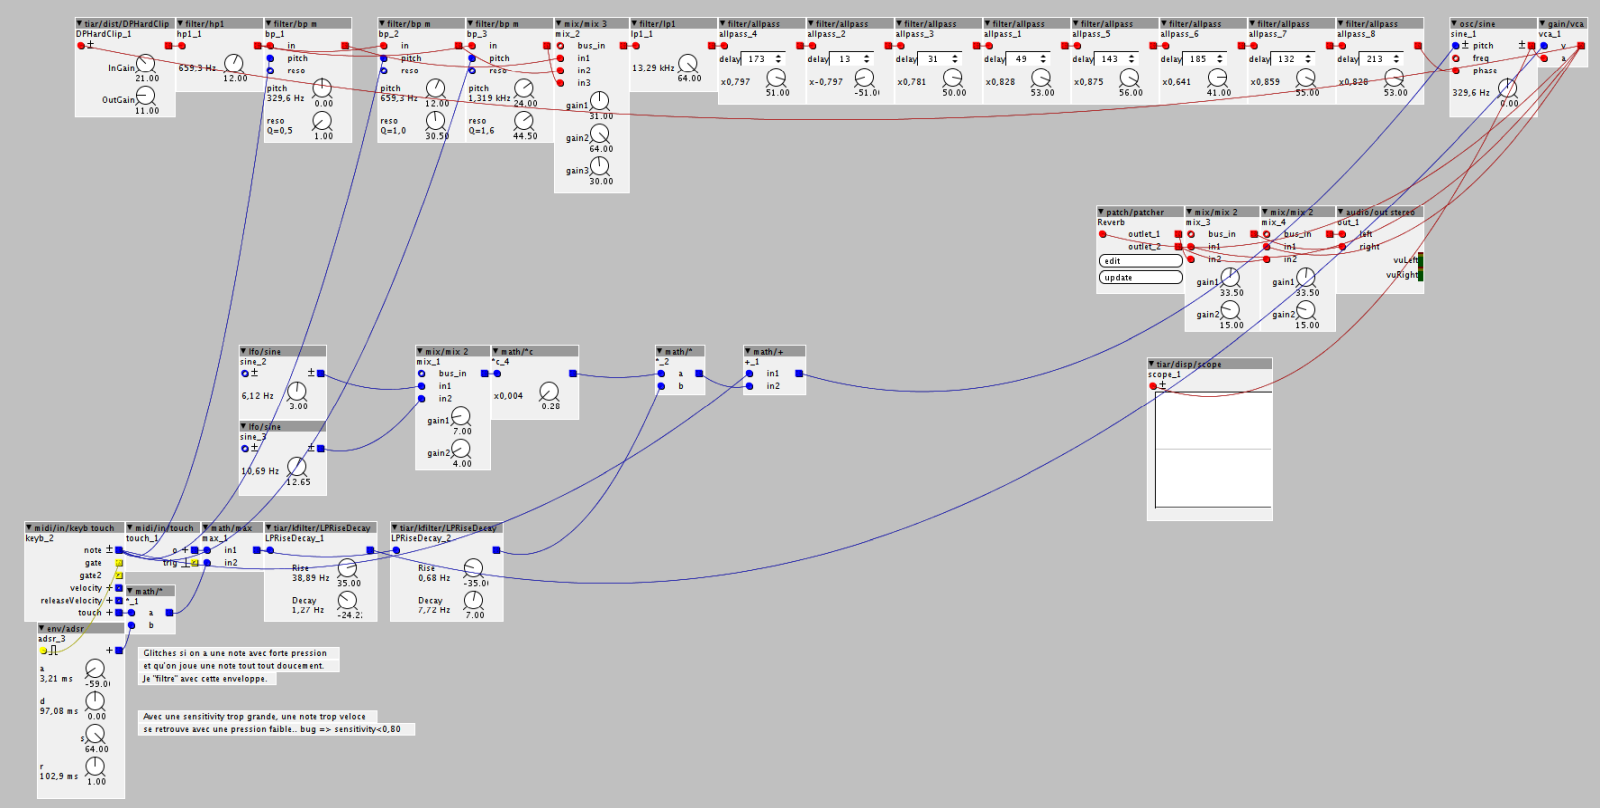 tiar/dist/DPHardClip
DPHardClip_1
InGain
21.00
OutGain
11.00
filter/hp1
hp1_1
659,3 Hz
12.00
filter/bp m
bp_1
in
pitch
reso
pitch
329,6 Hz
0.00
reso
Q=0,5
1.00
filter/bp m
bp_2
in
pitch
reso
pitch
659,3 Hz
12.00
reso
Q=1,0
30.50
filter/bp m
bp_3
in
pitch
reso
pitch
1,319 kHz
24.00
reso
Q=1,6
44.50
mix/mix 3
mix_2
bus_in
in1
in2
in3
gain1
31.00
gain2
64.00
gain3
30.00
filter/lp1
lp1_1
13,29 kHz
64.00
filter/allpass
allpass_4
delay 173
x0,797
51.00
filter/allpass
allpass_2
delay 13
x-0,797
-51.0
filter/allpass
allpass_3
delay 31
x0,781
50.00
filter/allpass
allpass_1
delay 49
x0,828
53.00
filter/allpass
allpass_5
delay 143
x0,875
56.00
filter/allpass
allpass_6
delay 185
x0,641
41.00
filter/allpass
allpass_7
delay 132
x0,859
55.00
filter/allpass
allpass_8
delay 213
x0,828
53.00
osc/sine
sine_1
± pitch ±
freq
phase
329,6 Hz
0.00
gain/vca
vca_1
v
a
patch/patcher
Reverb
outlet_1
outlet_2
edit
update
mix/mix 2
mix_3
bus_in
in1
in2
gain1
33.50
gain2
15.00
mix/mix 2
mix_4
bus_in
in1
in2
gain1
33.50
gain2
15.00
audio/out stereo
out_1
left
right
vuLeft
vuRight
lfo/sine
sine_2
± ±
6,12 Hz
3.00
lfo/sine
sine_3
± ±
10,69 Hz
12.65
mix/mix 2
mix_1
bus_in
in1
in2
gain1
7.00
gain2
4.00
math/*c
*c_4
x0,004
0.28
math/*
*_2
a
b
math/+
+_1
in1
in2
tiar/disp/scope
scope_1
±
midi/in/keyb touch
keyb_2
note ±
gate
gate2
velocity +
releaseVelocity +
touch +
midi/in/touch
touch_1
o +
trig
math/max
max_1
in1
in2
tiar/kfilter/LPRiseDecay
LPRiseDecay_1
Rise
38,89 Hz
35.00
Decay
1,27 Hz
-24.2
tiar/kfilter/LPRiseDecay
LPRiseDecay_2
Rise
0,68 Hz
-35.0
Decay
7,72 Hz
7.00
math/*
*_1
a
b
env/adsr
adsr_3
+
a
3,21 ms
-59.0
d
97,08 ms
0.00
s
64.00
r
102,9 ms
1.00
Glitches si on a une note avec forte pression
et qu'on joue une note tout tout doucement.
Je "filtre" avec cette enveloppe.
Avec une sensitivity trop grande, une note trop veloce
se retrouve avec une pression faible.. bug => sensitivity<0,80